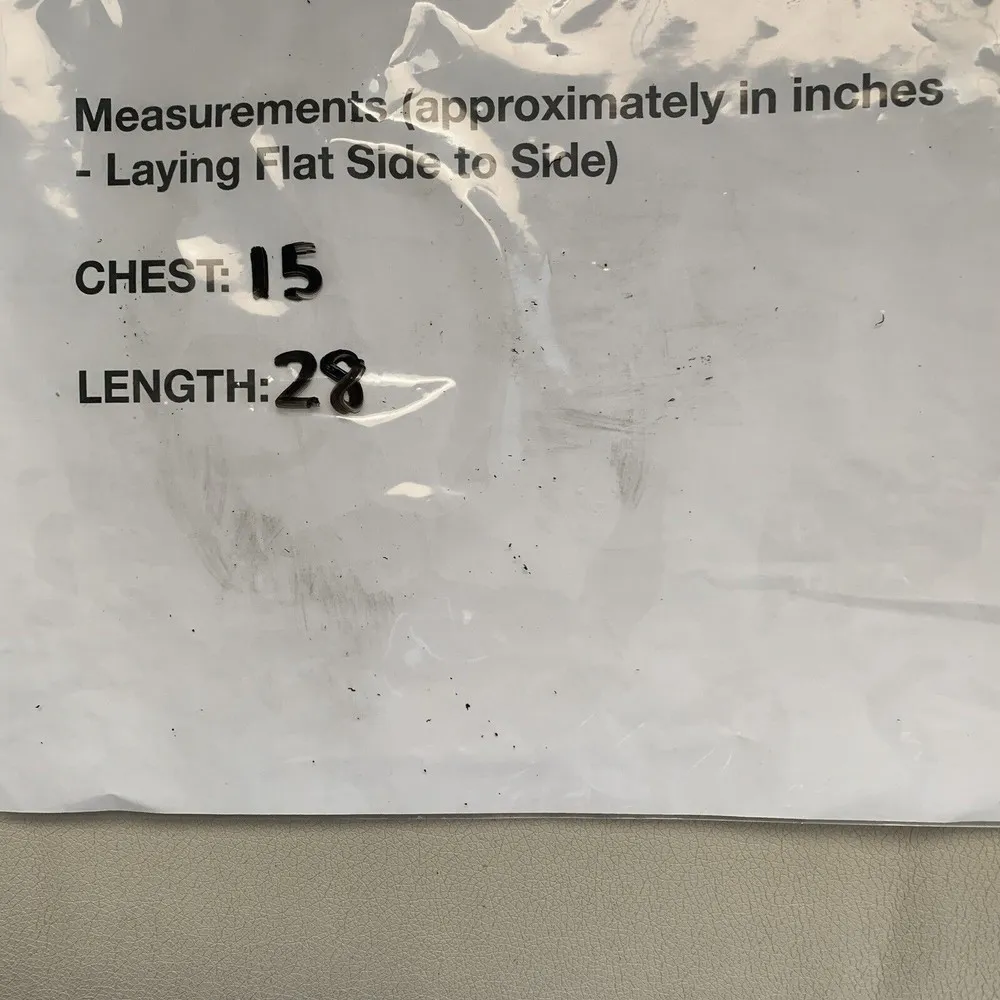 Measurements (approximately in inches
- Laying Flat Side to Side)
CHEST: 15
LENGTH: 28